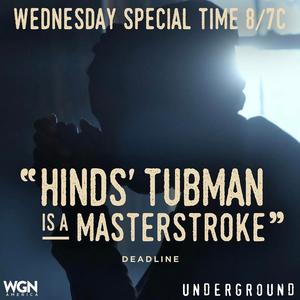 WEDNESDAY SPECIAL TIME 8/7C
“HINDS’ TUBMAN
IS A MASTERSTROKE”
DEADLINE
WGN
AMERICA
UNDERGROUND